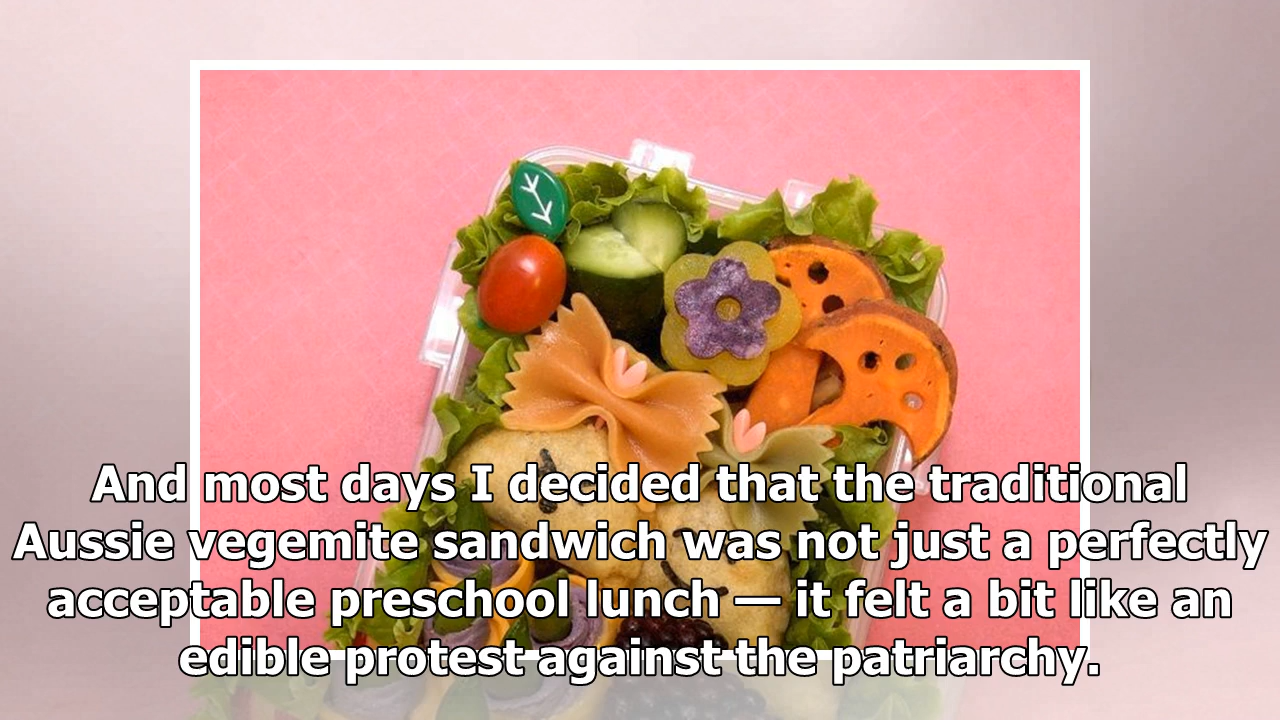 And most days I decided that the traditional
Aussie vegemite sandwich was not just a perfectly
acceptable preschool lunch — it felt a bit like an
edible protest against the patriarchy.